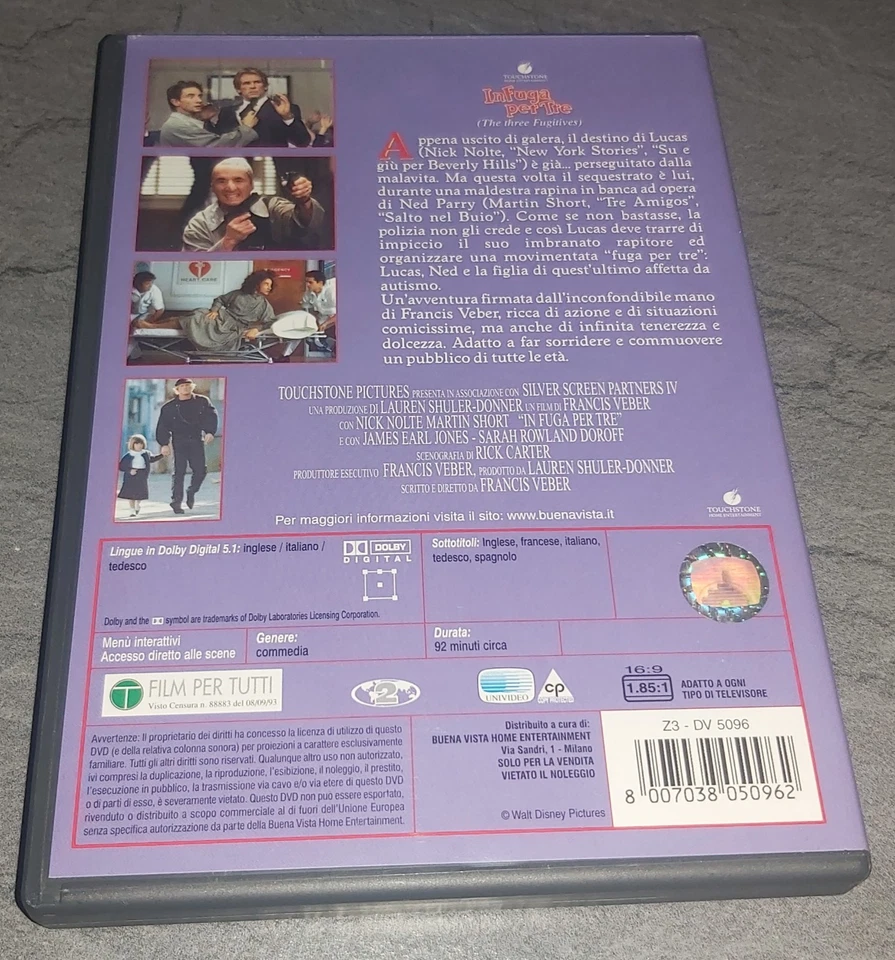 TOUCHSTONE
HOME ENTERTAINMENT
InFuga
per Tre
(The three Fugitives)
Appena uscito di galera, il destino di Lucas
(Nick Nolte, "New York Stories", "Su e
giù per Beverly Hills") è già... perseguitato dalla
malavita. Ma questa volta il sequestrato è lui,
durante una maldestra rapina in banca ad opera
di Ned Parry (Martin Short, "Tre Amigos",
"Salto nel Buio"). Come se non bastasse, la
polizia non gli crede e così Lucas deve trarre di
impiccio il suo imbranato rapitore ed
organizzare una movimentata "fuga per tre":
Lucas, Ned e la figlia di quest'ultimo affetta da
autismo.
Un'avventura firmata dall'inconfondibile mano
di Francis Veber, ricca di azione e di situazioni
comicissime, ma anche di infinita tenerezza e
dolcezza. Adatto a far sorridere e commuovere
un pubblico di tutte le età.
HEART CARE
TOUCHSTONE PICTURES PRESENTA IN ASSOCIAZIONE CON SILVER SCREEN PARTNERS IV
UNA PRODUZIONE DI LAUREN SHULER-DONNER UN FILM DI FRANCIS VEBER
CON NICK NOLTE MARTIN SHORT "IN FUGA PER TRE"
E CON JAMES EARL JONES - SARAH ROWLAND DOROFF
SCENOGRAFIA DI RICK CARTER
PRODUTTORE ESECUTIVO FRANCIS VEBER, PRODOTTO DA LAUREN SHULER-DONNER
SCRITTO E DIRETTO DA FRANCIS VEBER
Per maggiori informazioni visita il sito: www.buenavista.it
TOUCHSTONE
HOME ENTERTAINMENT
Lingue in Dolby Digital 5.1: inglese / italiano /
tedesco
DOLBY
DIGITAL
Dolby and the symbol are trademarks of Dolby Laboratories Licensing Corporation.
Sottotitoli: Inglese, francese, italiano,
tedesco, spagnolo
Menù interattivi
Accesso diretto alle scene
Genere:
commedia
Durata:
92 minuti circa
T FILM PER TUTTI
Visto Censura n. 88883 del 08/09/93
2
UNIVIDEO
CP
16:9
1.85:1
ADATTO A OGNI
TIPO DI TELEVISORE
Avvertenze: Il proprietario dei diritti ha concesso la licenza di utilizzo di questo
DVD (e della relativa colonna sonora) per proiezioni a carattere esclusivamente
familiare. Tutti gli altri diritti sono riservati. Qualunque altro uso non autorizzato,
ivi compresi la duplicazione, la riproduzione, l'esibizione, il noleggio, il prestito,
l'esecuzione in pubblico, la trasmissione via cavo e/o via etere di questo DVD
o di parti di esso, è severamente vietato. Questo DVD non può essere esportato,
rivenduto o distribuito a scopo commerciale al di fuori dell'Unione Europea
senza specifica autorizzazione da parte della Buena Vista Home Entertainment.
Distribuito a cura di:
BUENA VISTA HOME ENTERTAINMENT
Via Sandri, 1 - Milano
SOLO PER LA VENDITA
VIETATO IL NOLEGGIO
© Walt Disney Pictures
Z3 - DV 5096
8 007038 050962